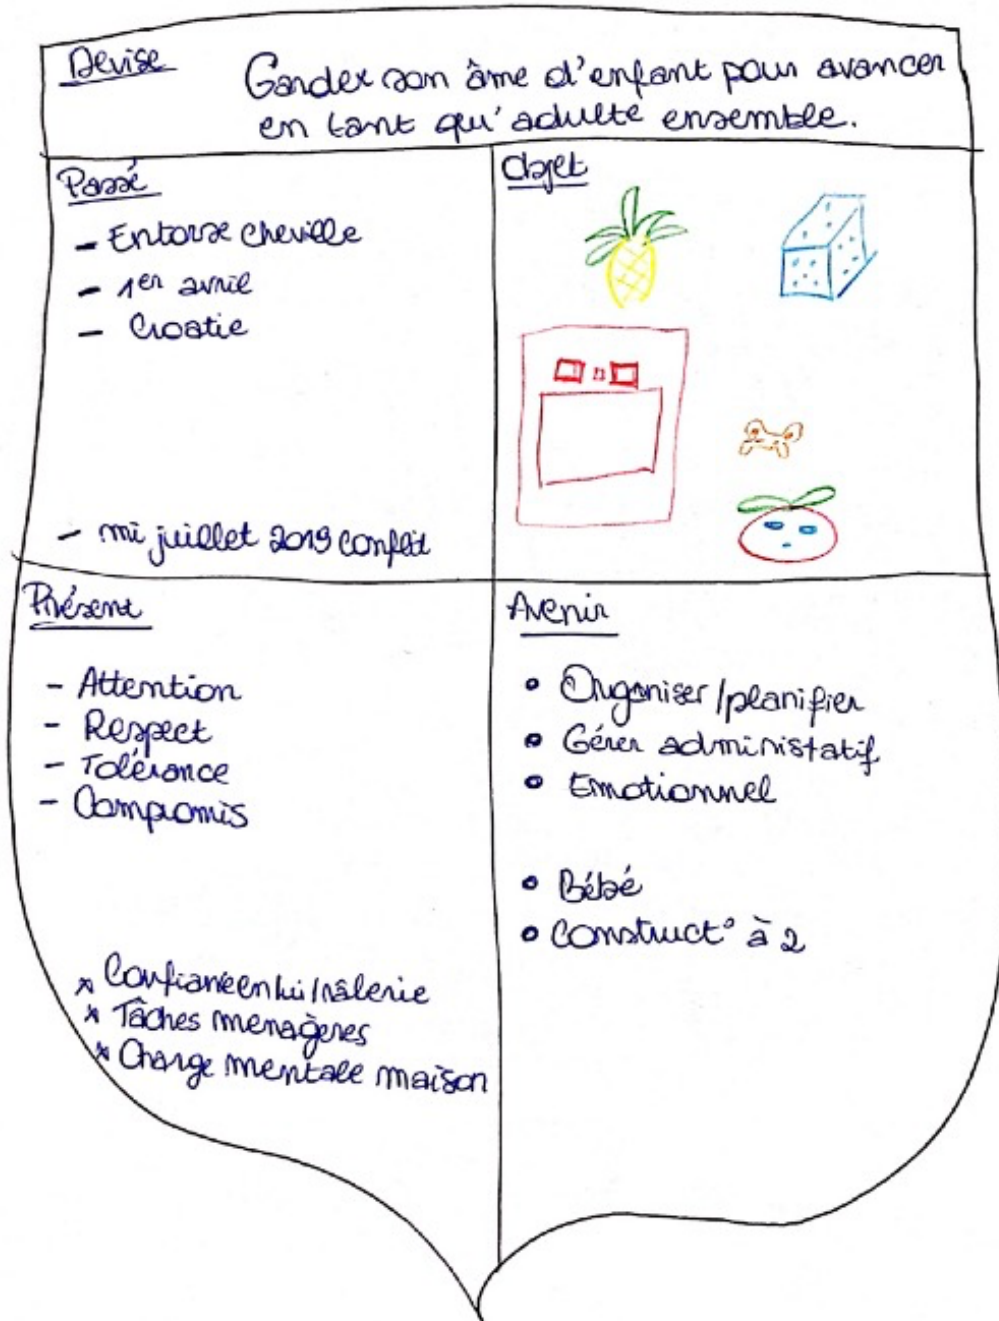 Devise
Garder son âme d'enfant pour avancer
en tant qu'adulte ensemble.
Passé
- Entorse cheville
- 1er avril
- Croatie
- mi juillet 2019 conflit
Objet
Présent
- Attention
- Respect
- Tolérance
- Compromis
* Confiance en lui / râlerie
* Tâches menagères
* Charge mentale maison
Avenir
• Organiser / planifier
• Gérer administatif
• Emotionnel
• Bébé
• Construct° à 2